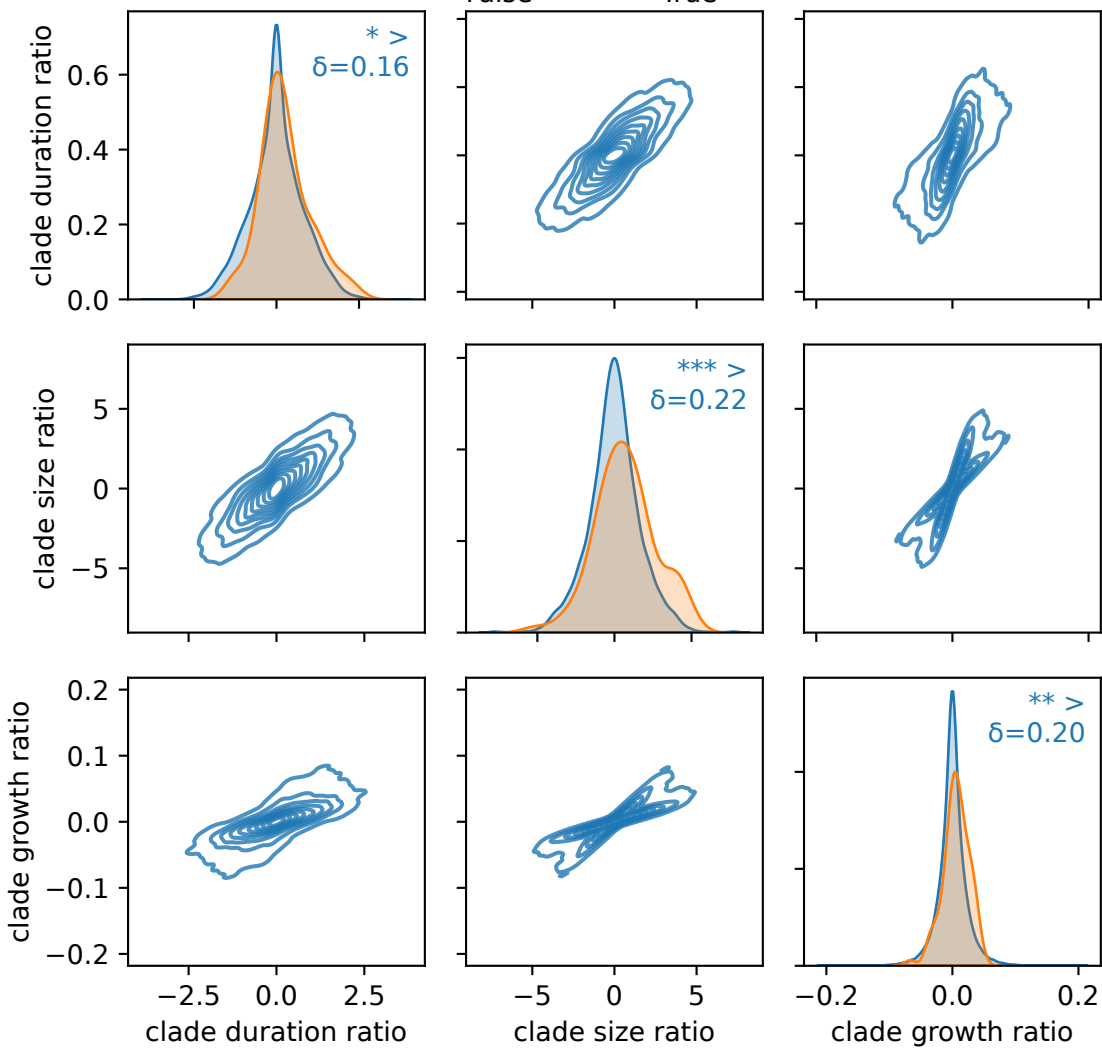 True
clade duration ratio
0.6
0.4
0.2
0.0
* >
δ=0.16
clade size ratio
5
0
−5
*** >
δ=0.22
clade growth ratio
0.2
0.1
0.0
−0.1
−0.2
** >
δ=0.20
−2.5 0.0 2.5
−5 0 5
−0.2 0.0 0.2
clade duration ratio
clade size ratio
clade growth ratio